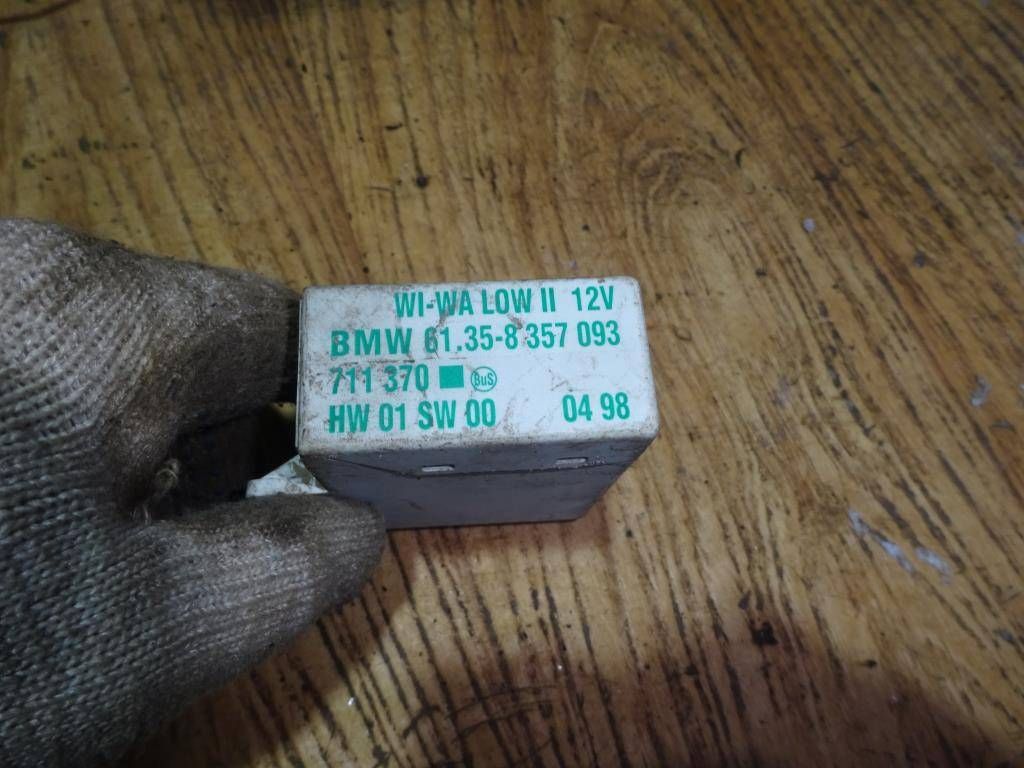 WI-WA LOW II 12V
BMW 61.35-8 357 093
711 370 BuS
HW 01 SW 00 04 98